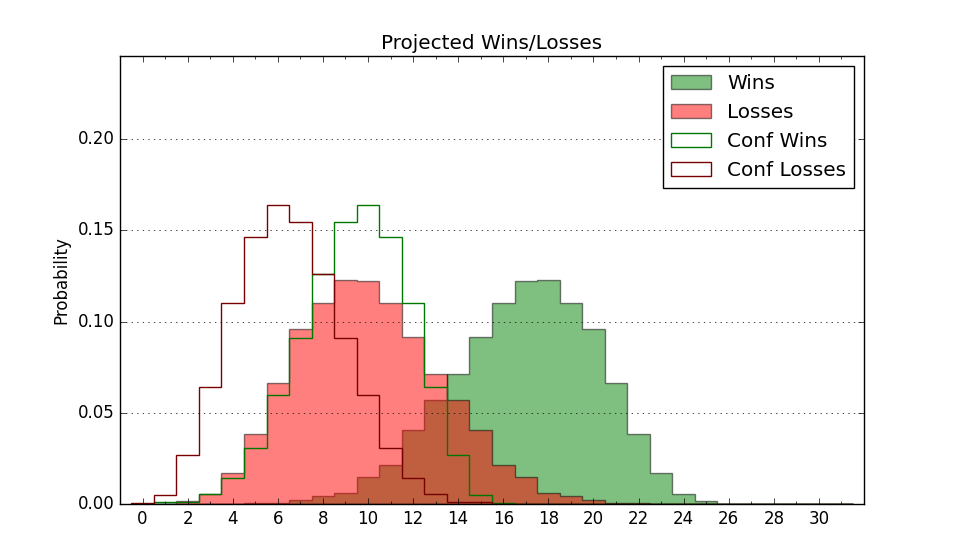 Projected Wins/Losses
Wins
Losses
Conf Wins
Conf Losses
Probability
0.20
0.15
0.10
0.05
0.00
0 2 4 6 8 10 12 14 16 18 20 22 24 26 28 30